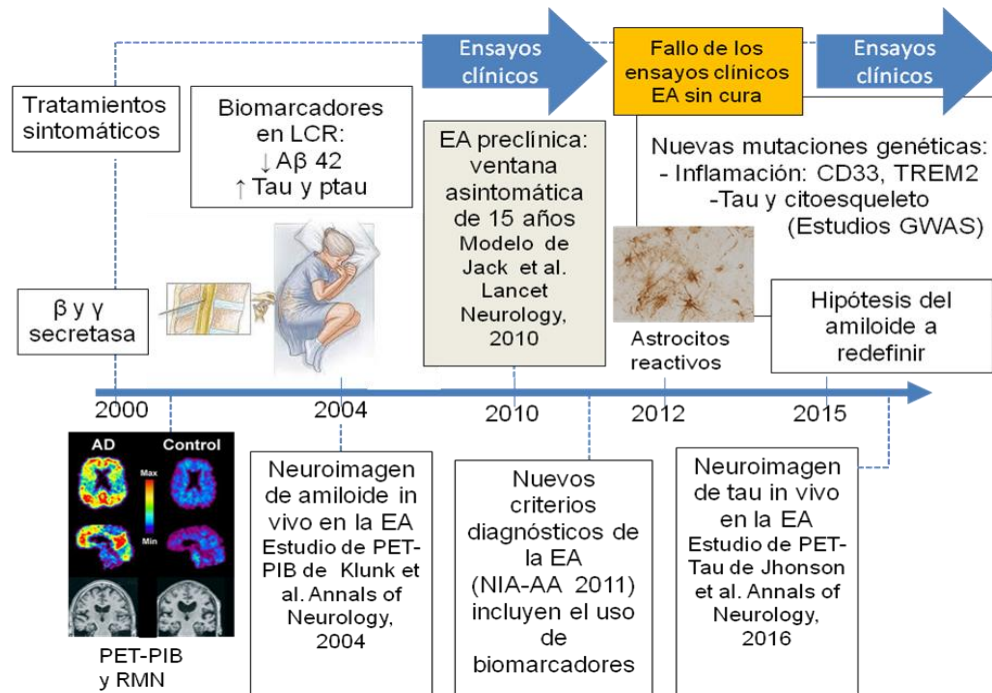 Ensayos
clínicos
Fallo de los
ensayos clínicos
EA sin cura
Ensayos
clínicos
Tratamientos
sintomáticos
Biomarcadores
en LCR:
↓ Aβ 42
↑ Tau y ptau
EA preclínica:
ventana
asintomática
de 15 años
Modelo de
Jack et al.
Lancet
Neurology,
2010
Nuevas mutaciones genéticas:
- Inflamación: CD33, TREM2
-Tau y citoesqueleto
(Estudios GWAS)
β y γ
secretasa
Astrocitos
reactivos
Hipótesis del
amiloide a
redefinir
2000
2004
2010
2012
2015
AD
Control
Max
Min
PET-PIB
y RMN
Neuroimagen
de amiloide in
vivo en la EA
Estudio de PET-
PIB de Klunk et
al. Annals of
Neurology,
2004
Nuevos
criterios
diagnósticos de
la EA
(NIA-AA 2011)
incluyen el uso
de
biomarcadores
Neuroimagen
de tau in vivo
en la EA
Estudio de PET-
Tau de Jhonson
et al. Annals of
Neurology,
2016